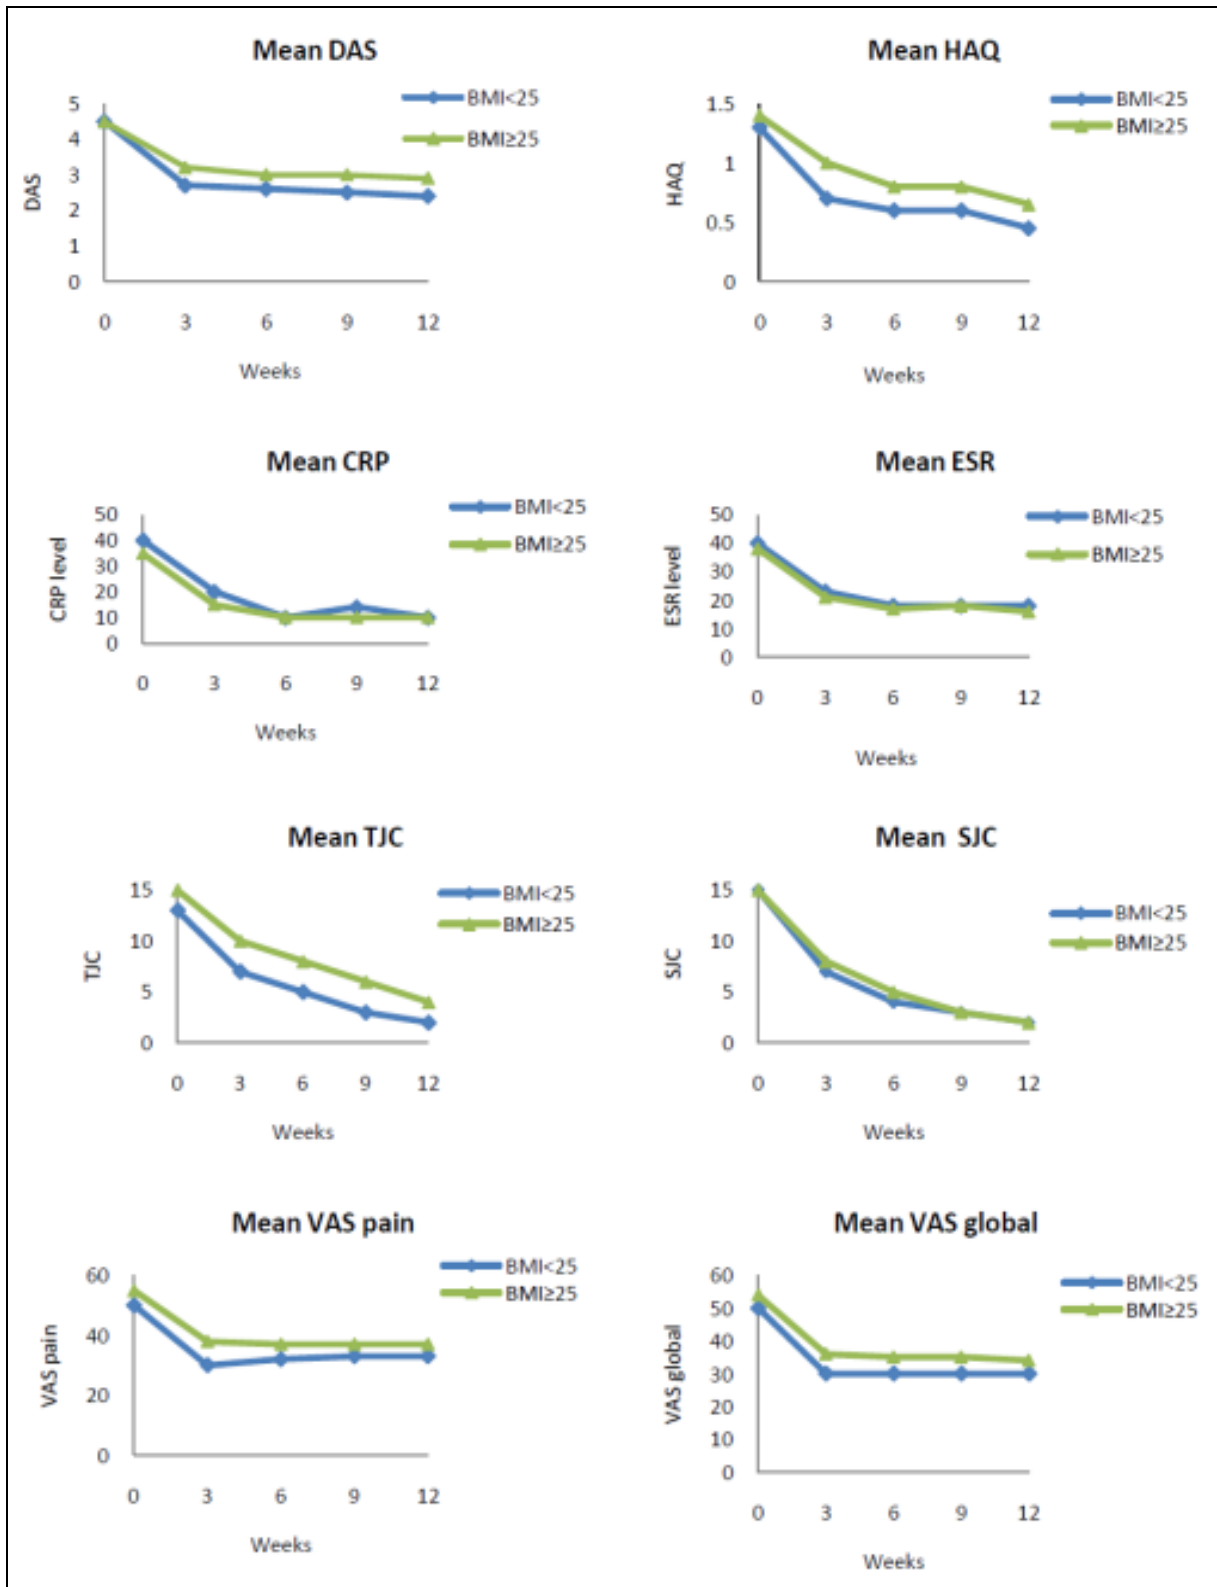 Mean DAS
BMI<25
BMI≥25
5
4
3
2
1
0
DAS
0 3 6 9 12
Weeks
Mean HAQ
BMI<25
BMI≥25
1.5
1
0.5
0
HAQ
0 3 6 9 12
Weeks
Mean CRP
BMI<25
BMI≥25
50
40
30
20
10
0
CRP level
0 3 6 9 12
Weeks
Mean ESR
BMI<25
BMI≥25
50
40
30
20
10
0
ESR level
0 3 6 9 12
Weeks
Mean TJC
BMI<25
BMI≥25
15
10
5
0
TJC
0 3 6 9 12
Weeks
Mean SJC
BMI<25
BMI≥25
15
10
5
0
SJC
0 3 6 9 12
Weeks
Mean VAS pain
BMI<25
BMI≥25
60
40
20
0
VAS pain
0 3 6 9 12
Weeks
Mean VAS global
BMI<25
BMI≥25
60
50
40
30
20
10
0
VAS global
0 3 6 9 12
Weeks